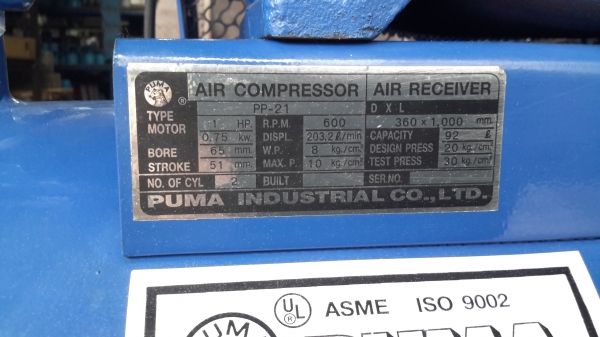 PUMA ® AIR COMPRESSOR AIR RECEIVER
TYPE PP-21 D X L
MOTOR 1 HP. R.P.M. 600 360×1,000 mm.
0.75 kw. DISPL. 203.2 ℓ/min CAPACITY 92 ℓ
BORE 65 mm. W.P. 8 kg./cm² DESIGN PRESS 20 kg./cm²
STROKE 51 mm. MAX. P. 10 kg./cm² TEST PRESS 30 kg./cm²
NO. OF CYL 2 BUILT SER.NO.
PUMA INDUSTRIAL CO.,LTD.
UL ® ASME ISO 9002
UM